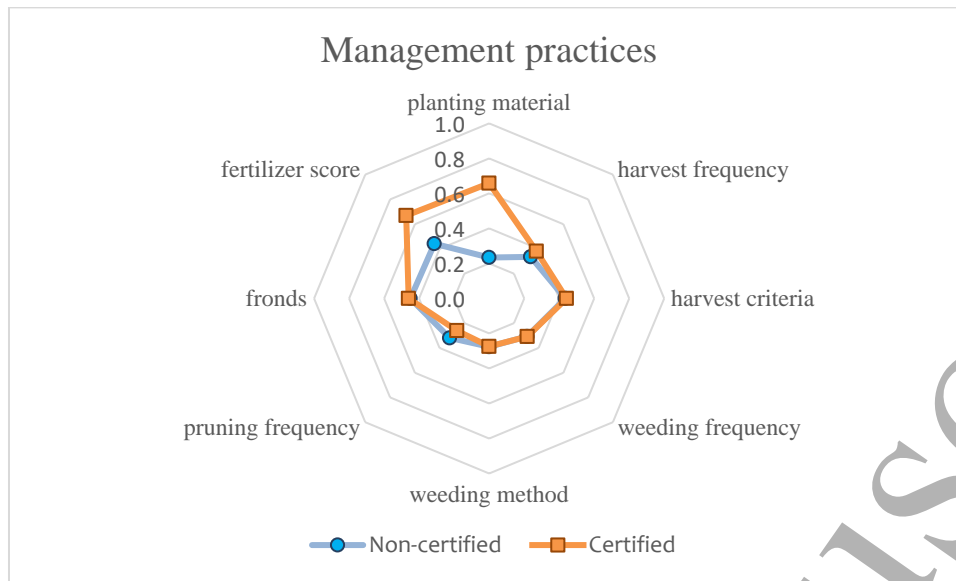 Management practices
planting material
1.0
fertilizer score
harvest frequency
0.8
0.6
0.4
0.2
fronds
0.0
harvest criteria
pruning frequency
weeding frequency
weeding method
Non-certified
Certified